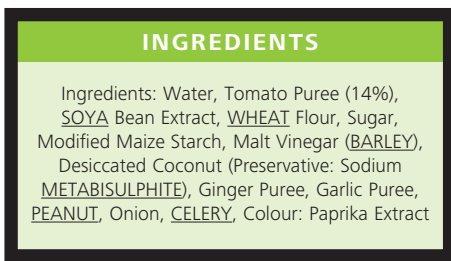 INGREDIENTS
Ingredients: Water, Tomato Puree (14%),
SOYA Bean Extract, WHEAT Flour, Sugar,
Modified Maize Starch, Malt Vinegar (BARLEY),
Desiccated Coconut (Preservative: Sodium
METABISULPHITE), Ginger Puree, Garlic Puree,
PEANUT, Onion, CELERY, Colour: Paprika Extract